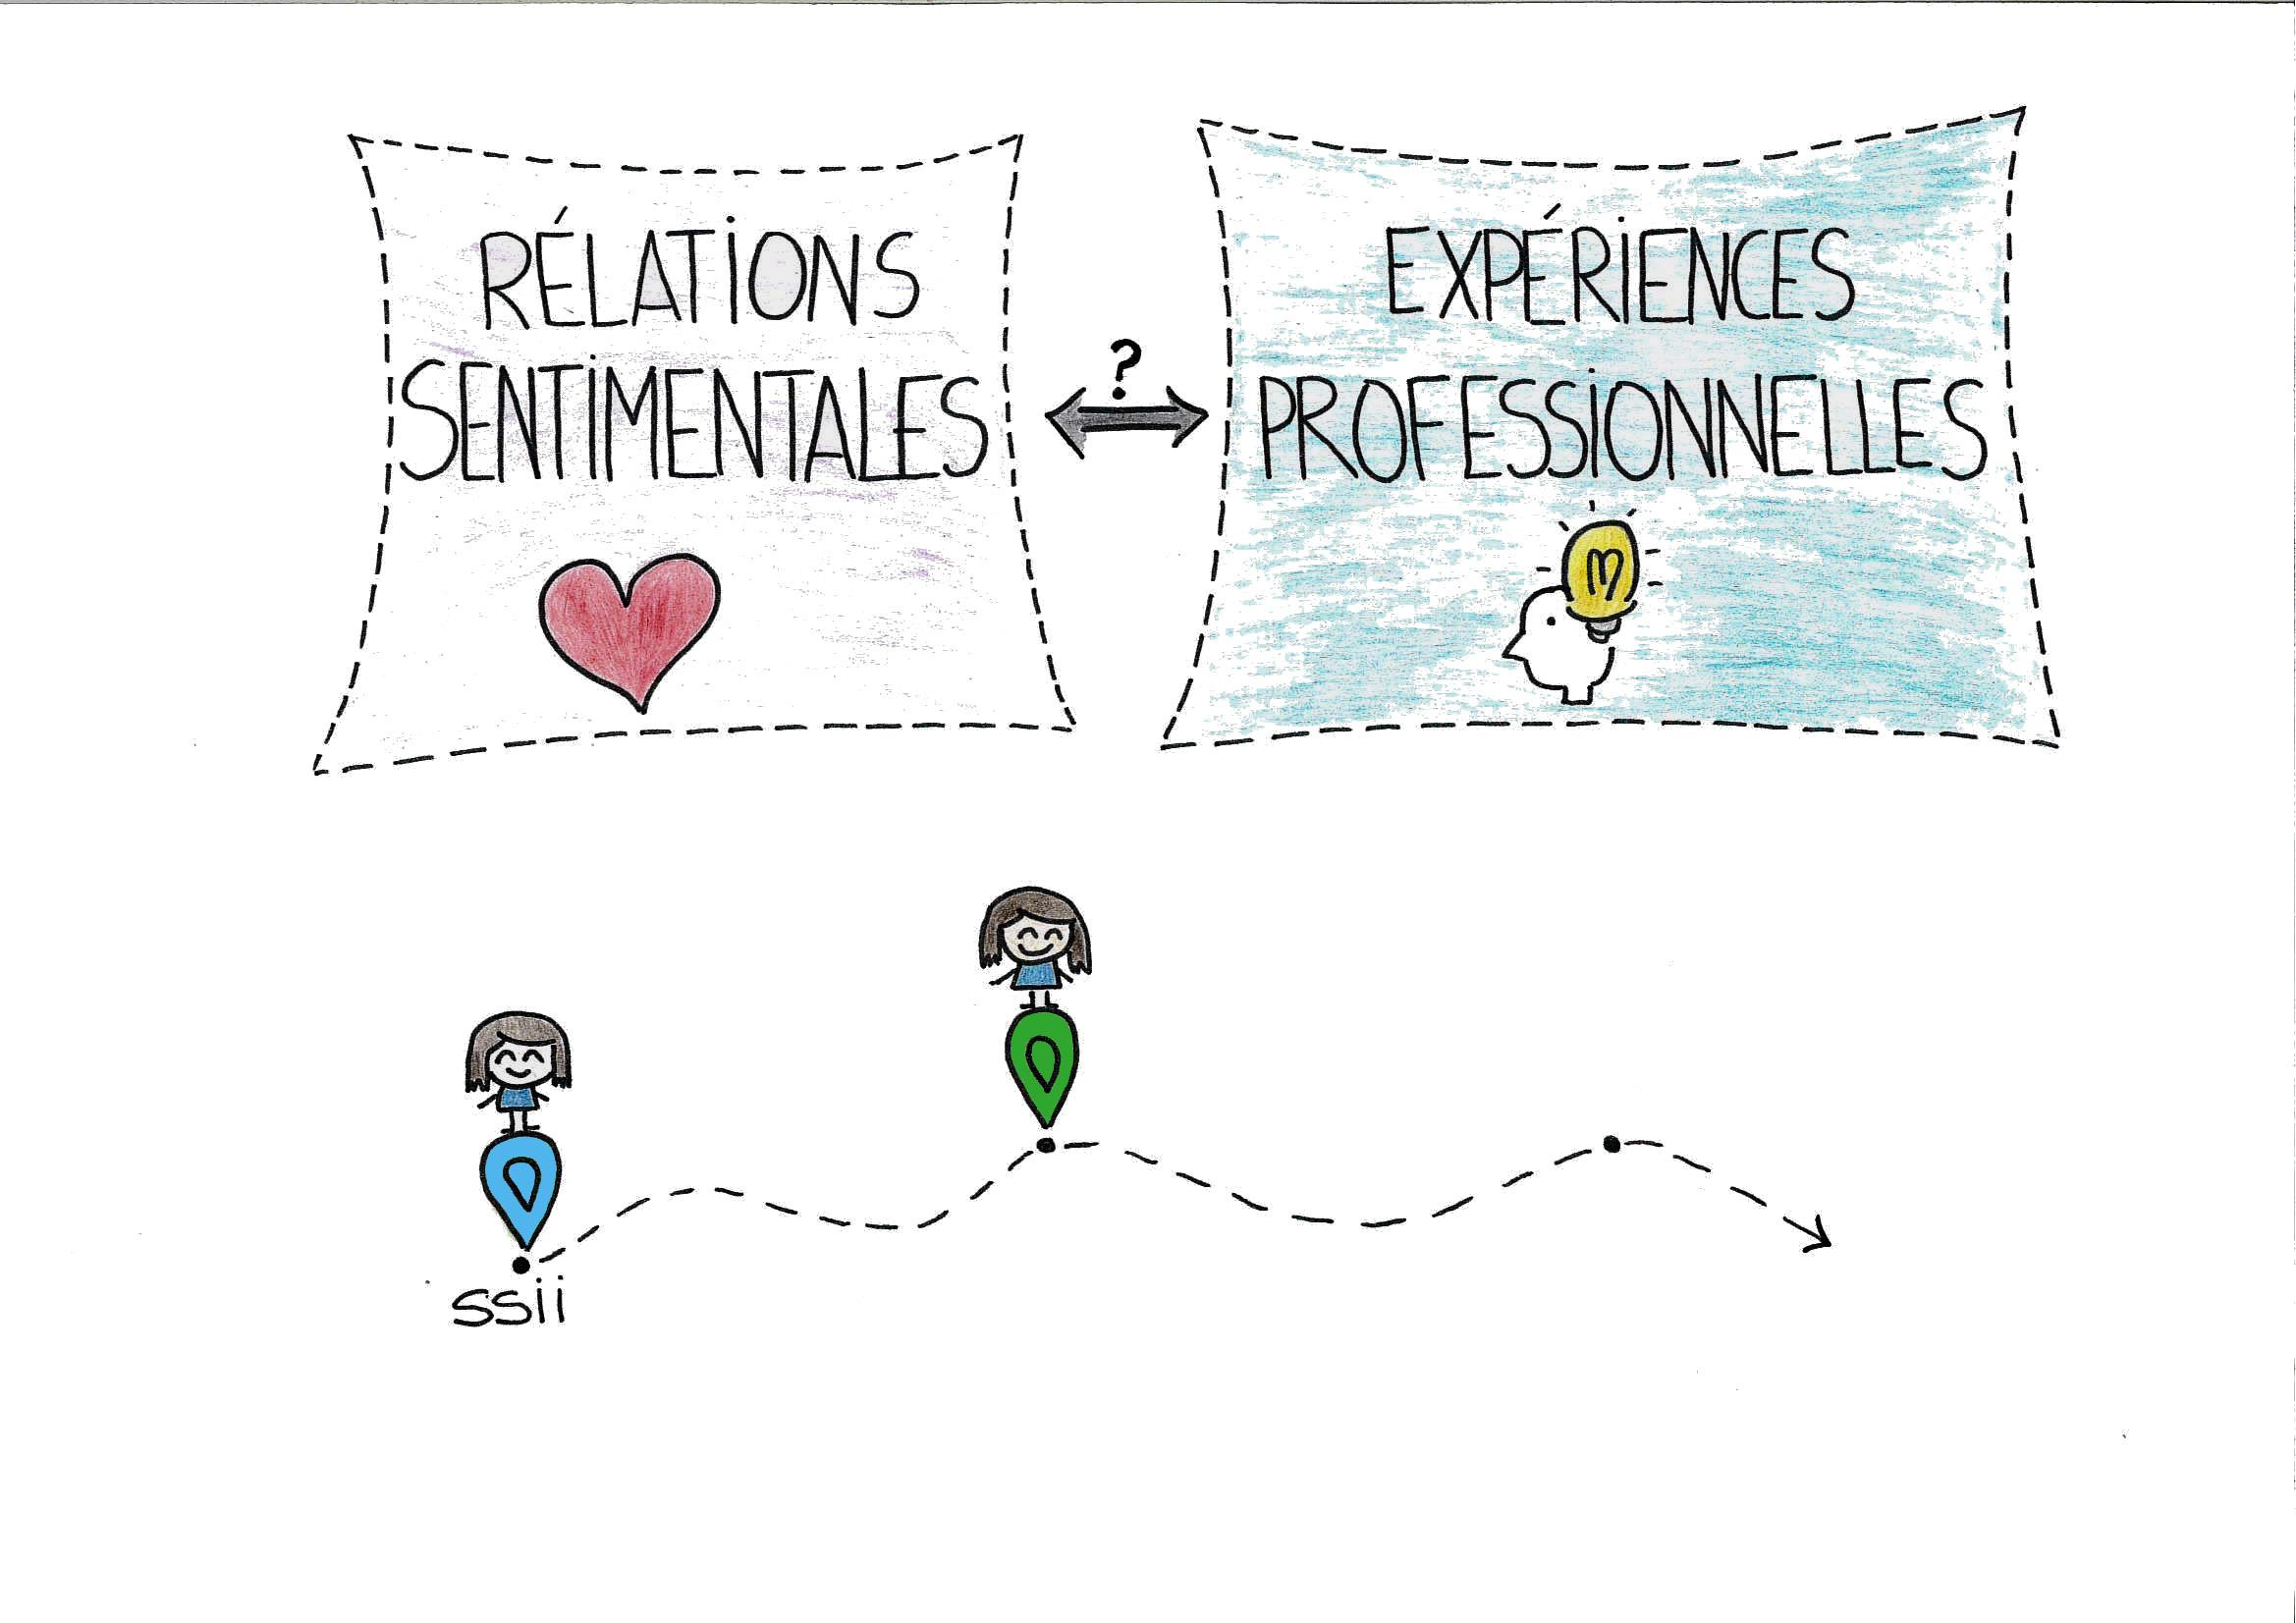 RÉLATIONS
SENTIMENTALES
?
EXPÉRIENCES
PROFESSIONNELLES
ssii